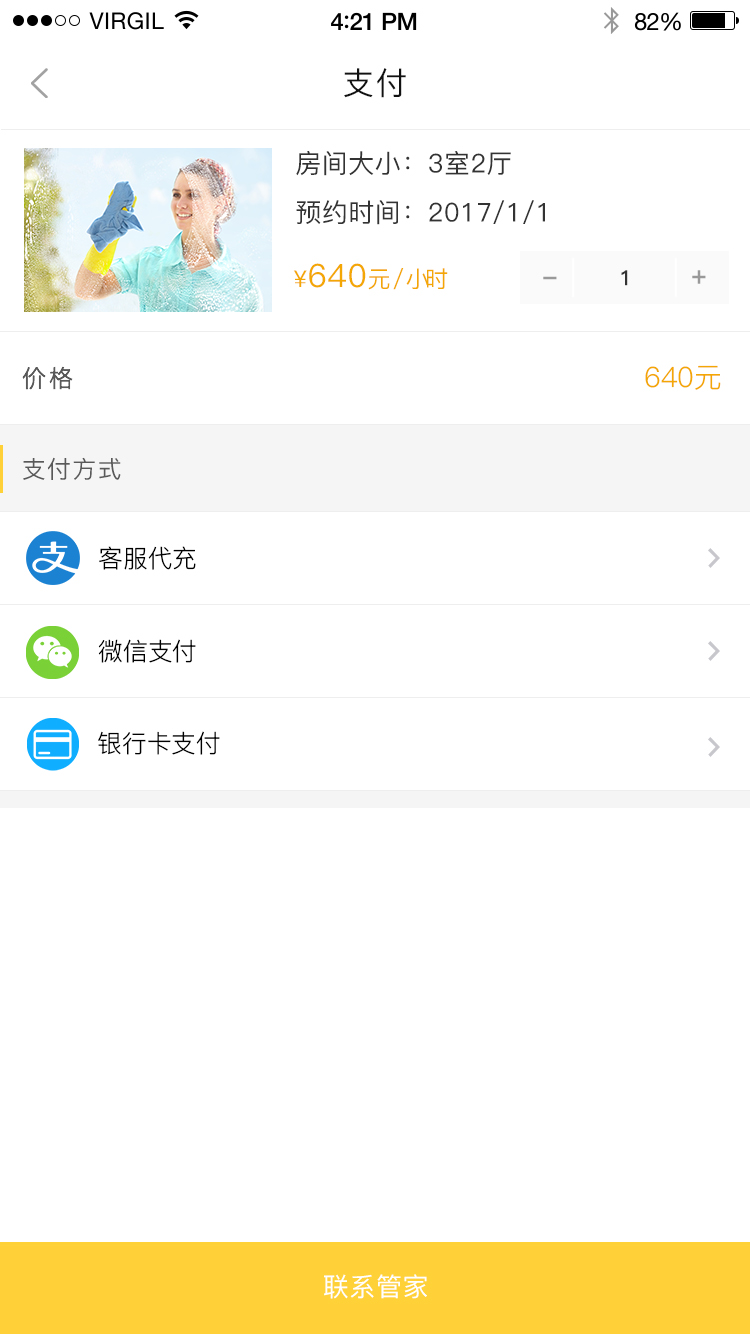 VIRGIL 4:21 PM 82%
支付
房间大小：3室2厅
预约时间：2017/1/1
¥640元/小时 − 1 +
价格 640元
支付方式
支 客服代充
微信支付
银行卡支付
联系管家